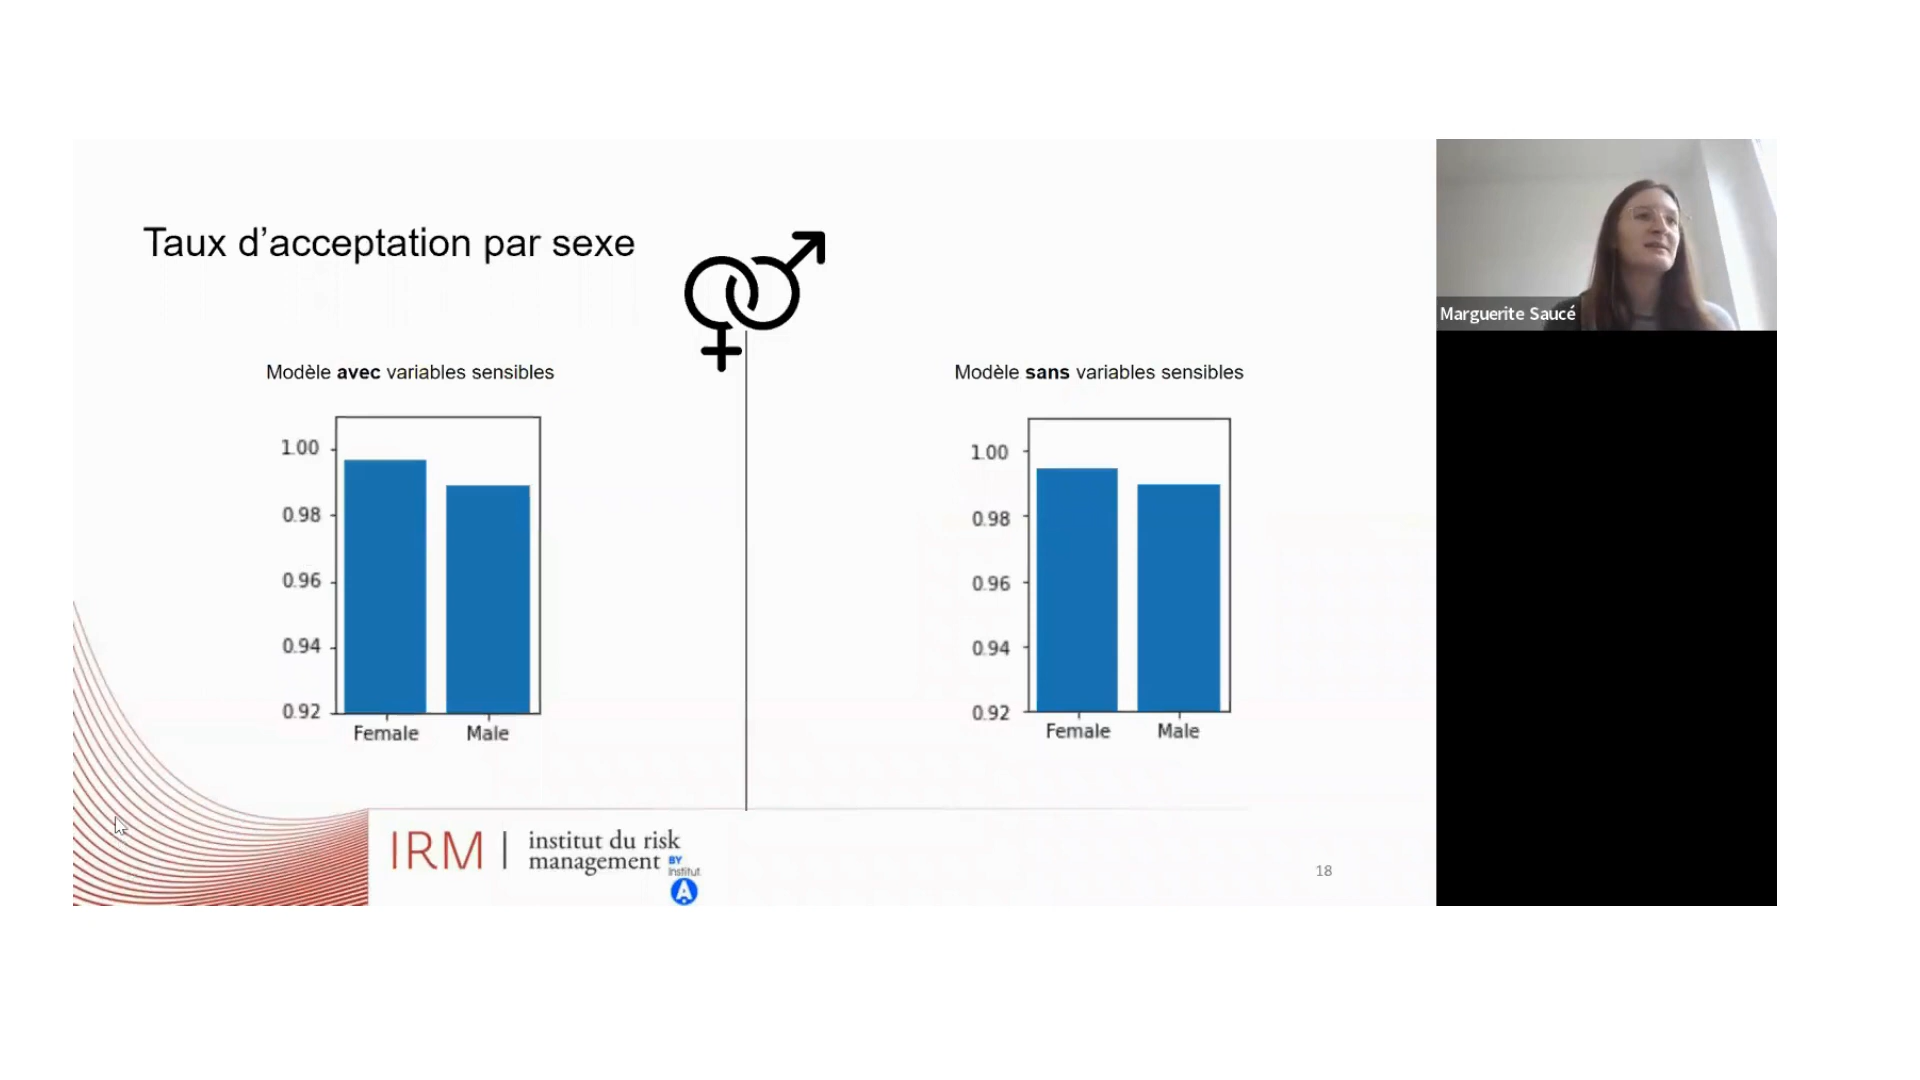 Taux d’acceptation par sexe
Modèle avec variables sensibles
1.00
0.98
0.96
0.94
0.92
Female Male
Modèle sans variables sensibles
1.00
0.98
0.96
0.94
0.92
Female Male
IRM | institut du risk
management BY
Institut
A
18
Marguerite Saucé